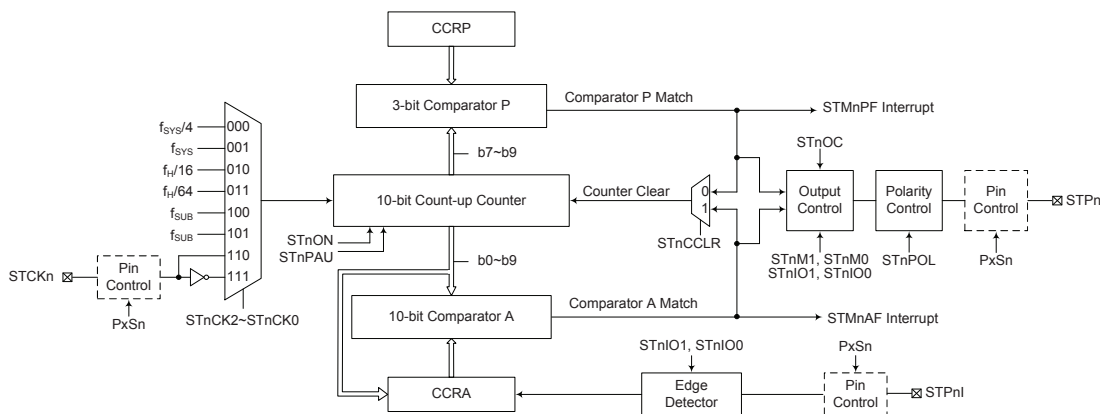 CCRP
3-bit Comparator P
Comparator P Match
STMnPF Interrupt
fSYS/4
000
fSYS
001
fH/16
010
fH/64
011
fSUB
100
fSUB
101
110
111
b7~b9
STnOC
10-bit Count-up Counter
Counter Clear
0
1
Output
Control
Polarity
Control
Pin
Control
STPn
STnON
STnPAU
STnCCLR
STnM1, STnM0
STnIO1, STnIO0
STnPOL
PxSn
STCKn
Pin
Control
PxSn
STnCK2~STnCK0
b0~b9
10-bit Comparator A
Comparator A Match
STMnAF Interrupt
STnIO1, STnIO0
PxSn
CCRA
Edge
Detector
Pin
Control
STPnI